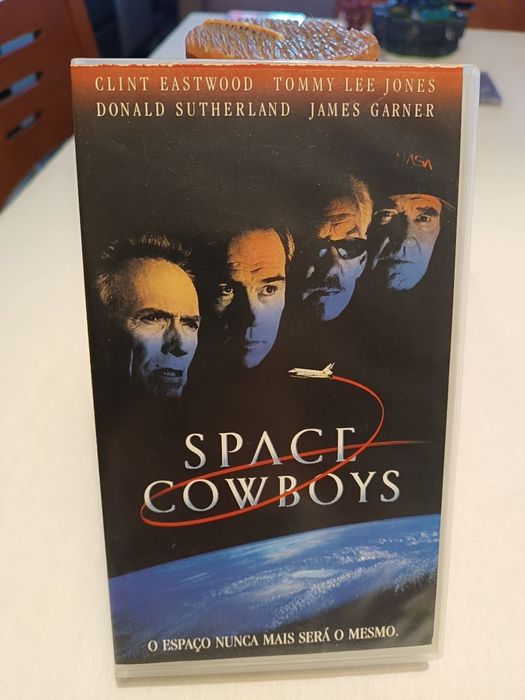 CLINT EASTWOOD TOMMY LEE JONES
DONALD SUTHERLAND JAMES GARNER
NASA
SPACE
COWBOYS
O ESPAÇO NUNCA MAIS SERÁ O MESMO.